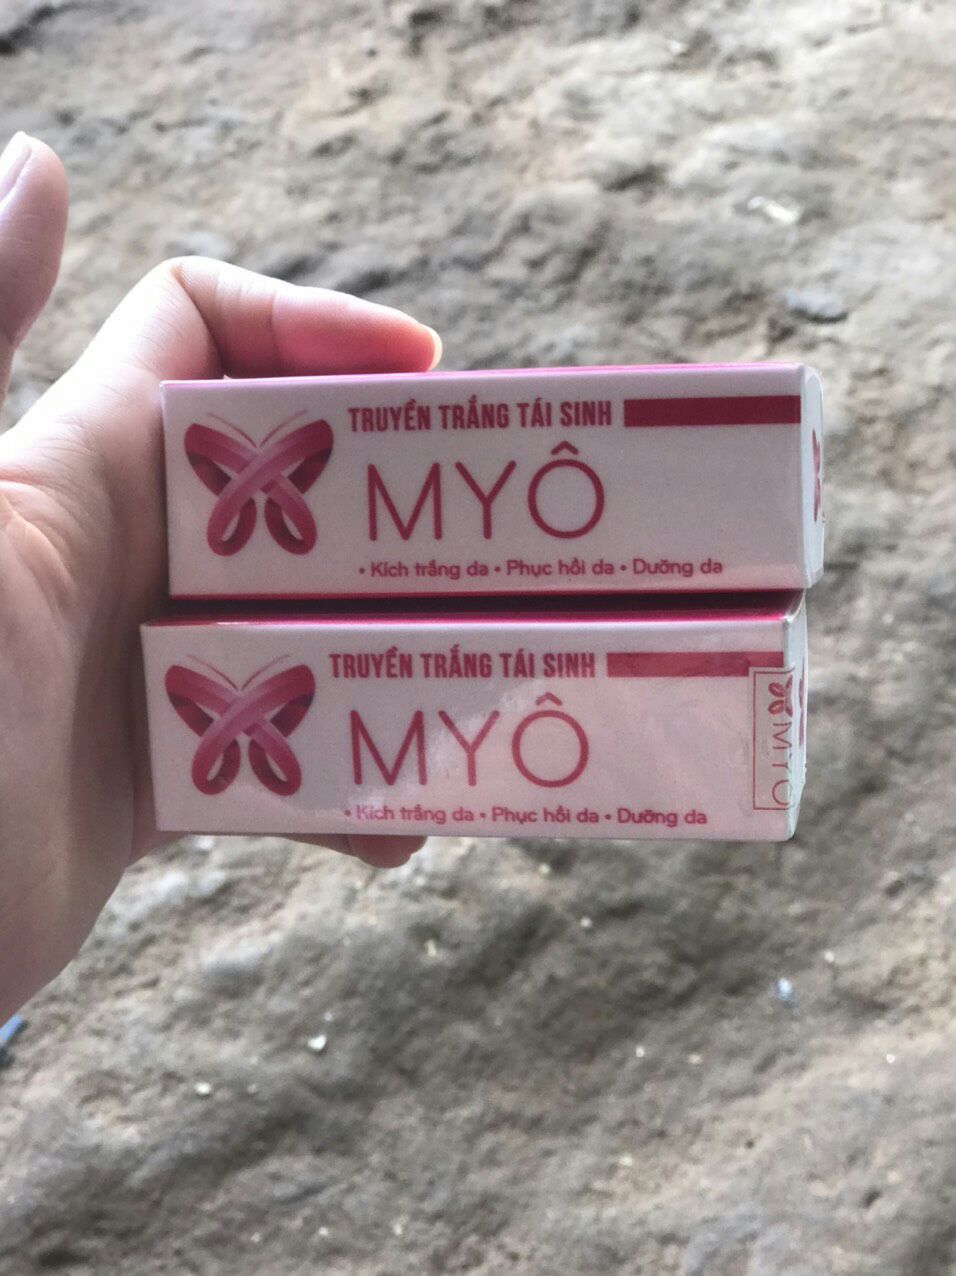 TRUYỀN TRẮNG TÁI SINH
MYÔ
• Kích trắng da • Phục hồi da • Dưỡng da
TRUYỀN TRẮNG TÁI SINH
MYÔ
• Kích trắng da • Phục hồi da • Dưỡng da
MYÔ